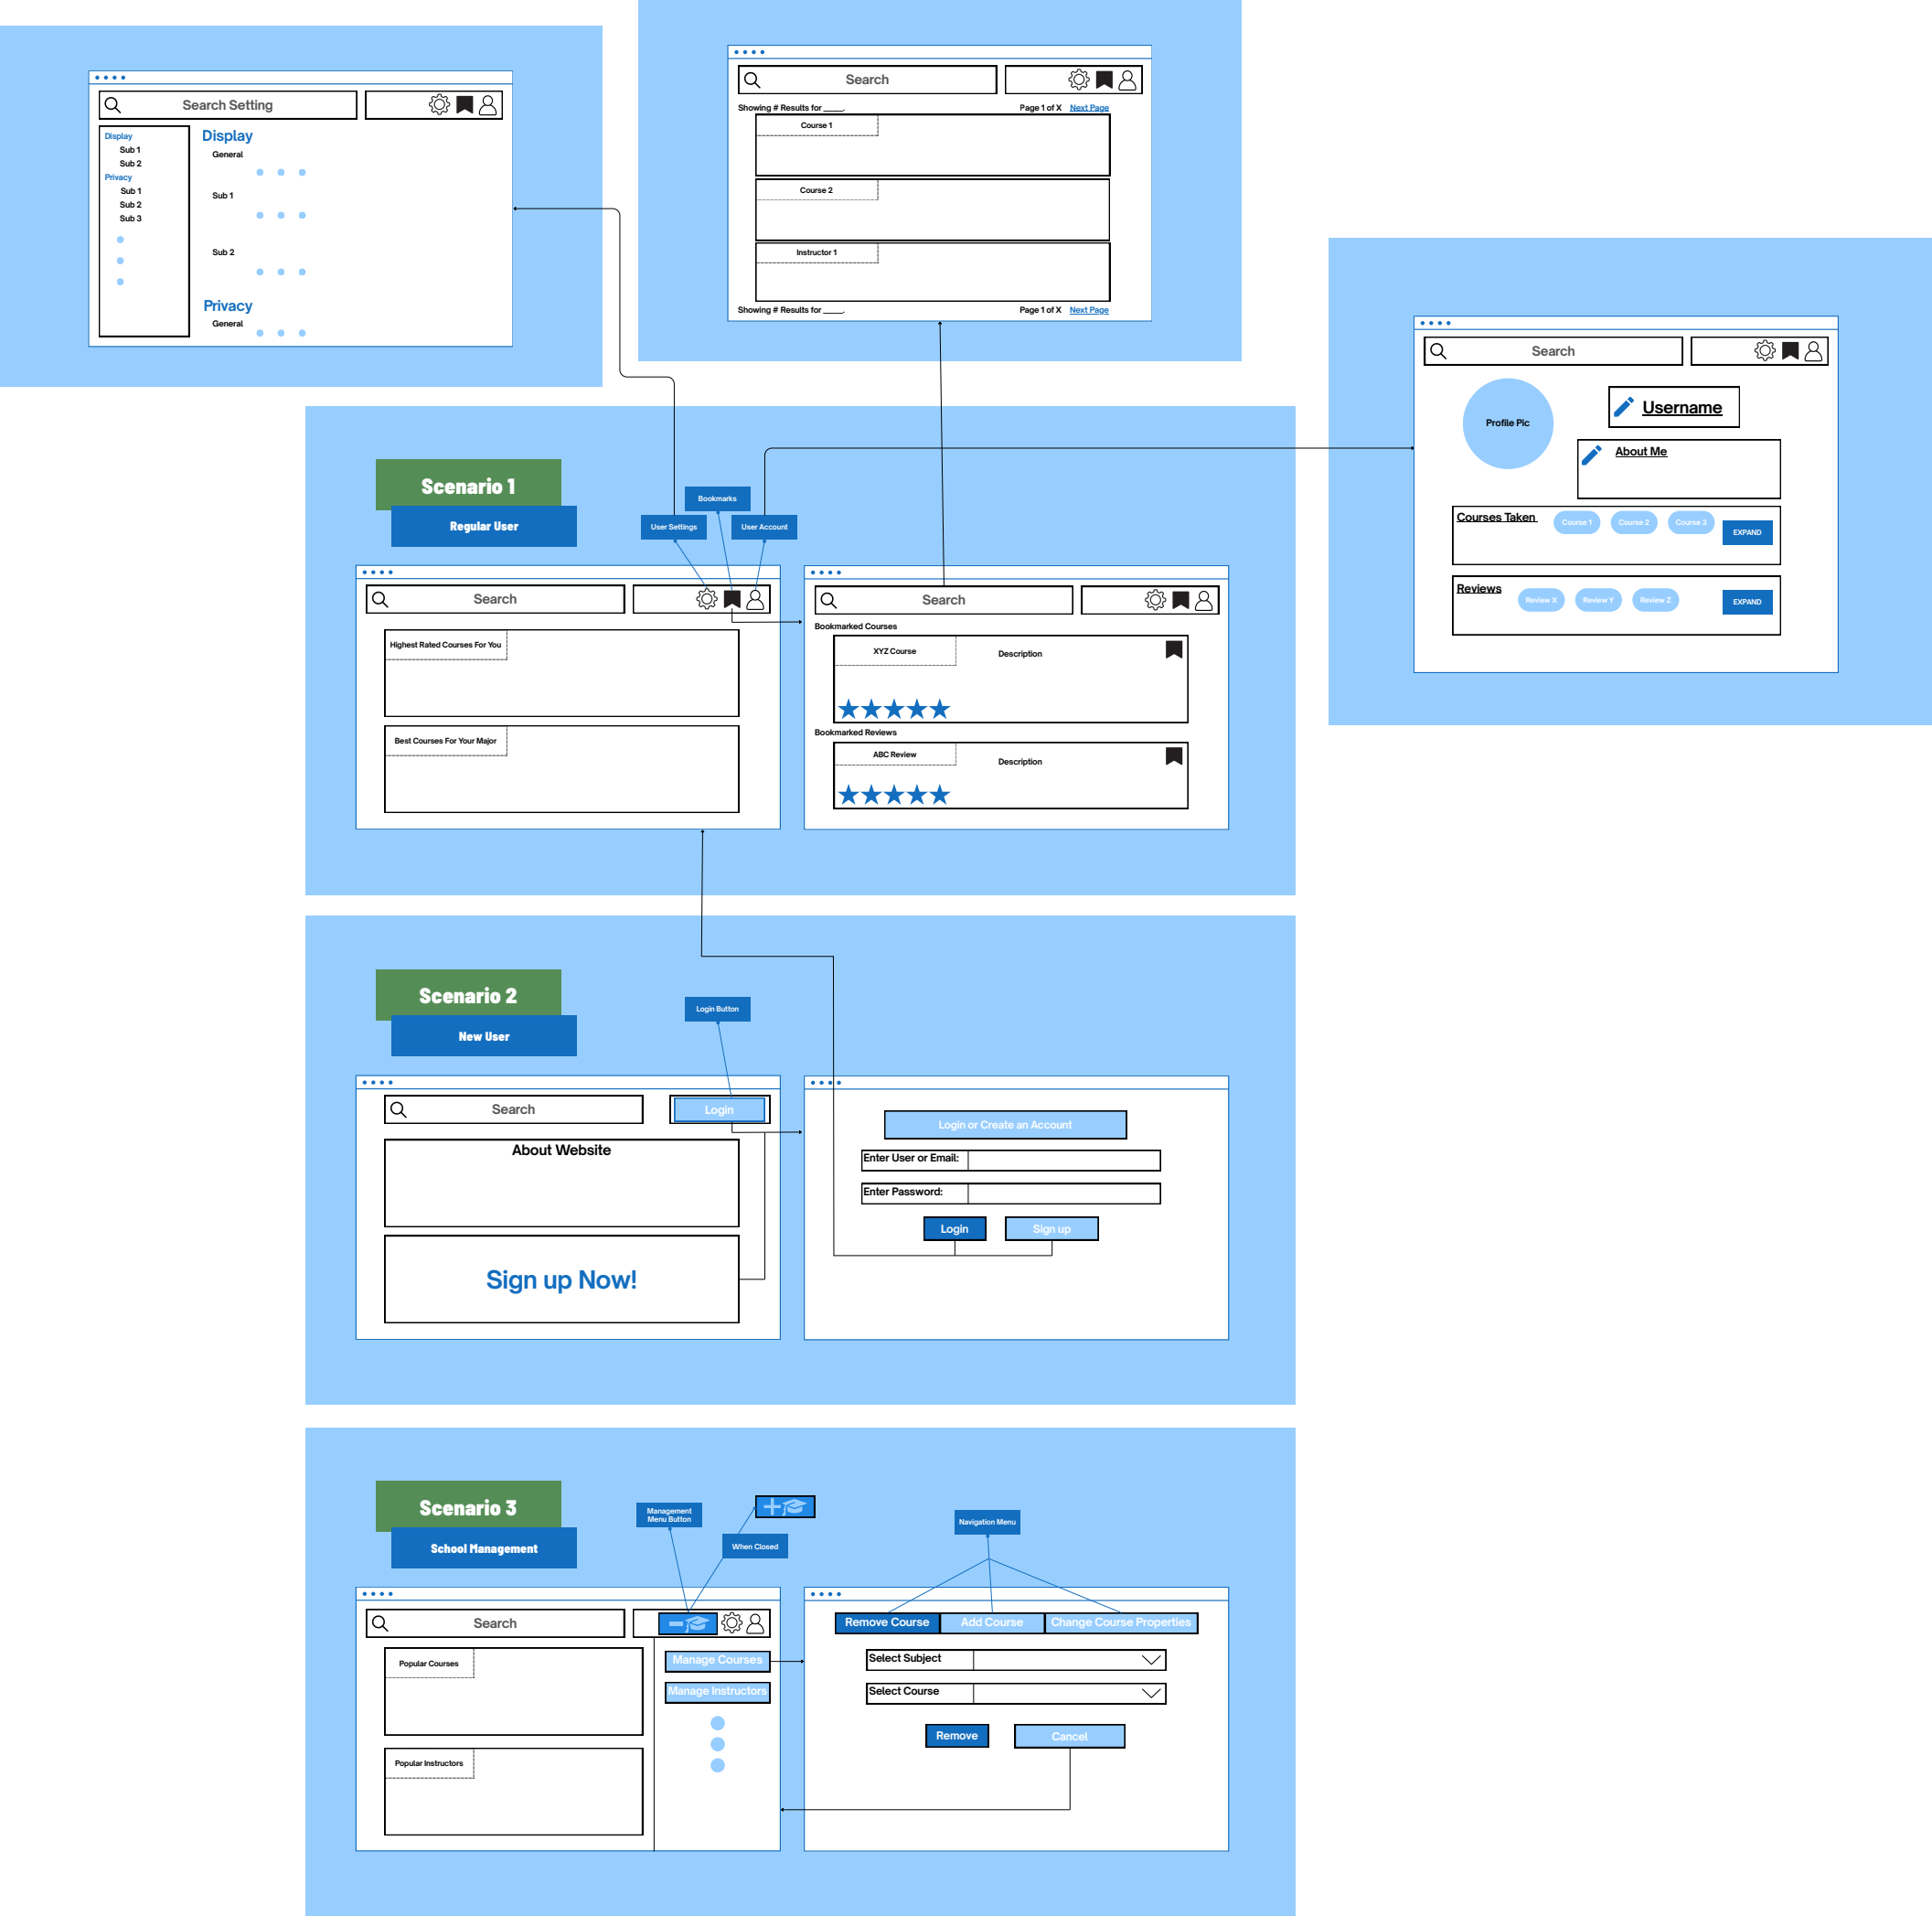 Search Setting
Display
Sub 1
Sub 2
Privacy
Sub 1
Sub 2
Sub 3
Display
General
Sub 1
Sub 2
Privacy
General
Search
Showing # Results for ____.
Page 1 of X Next Page
Course 1
Course 2
Instructor 1
Showing # Results for ____.
Page 1 of X Next Page
Search
Profile Pic
Username
About Me
Courses Taken
Course 1
Course 2
Course 3
EXPAND
Reviews
Review X
Review Y
Review Z
EXPAND
Scenario 1
Regular User
Bookmarks
User Settings
User Account
Search
Highest Rated Courses For You
Best Courses For Your Major
Search
Bookmarked Courses
XYZ Course
Description
Bookmarked Reviews
ABC Review
Description
Scenario 2
New User
Login Button
Search
Login
About Website
Sign up Now!
Login or Create an Account
Enter User or Email:
Enter Password:
Login
Sign up
Scenario 3
School Management
Management
Menu Button
When Closed
Navigation Menu
Search
Popular Courses
Popular Instructors
Manage Courses
Manage Instructors
Remove Course
Add Course
Change Course Properties
Select Subject
Select Course
Remove
Cancel